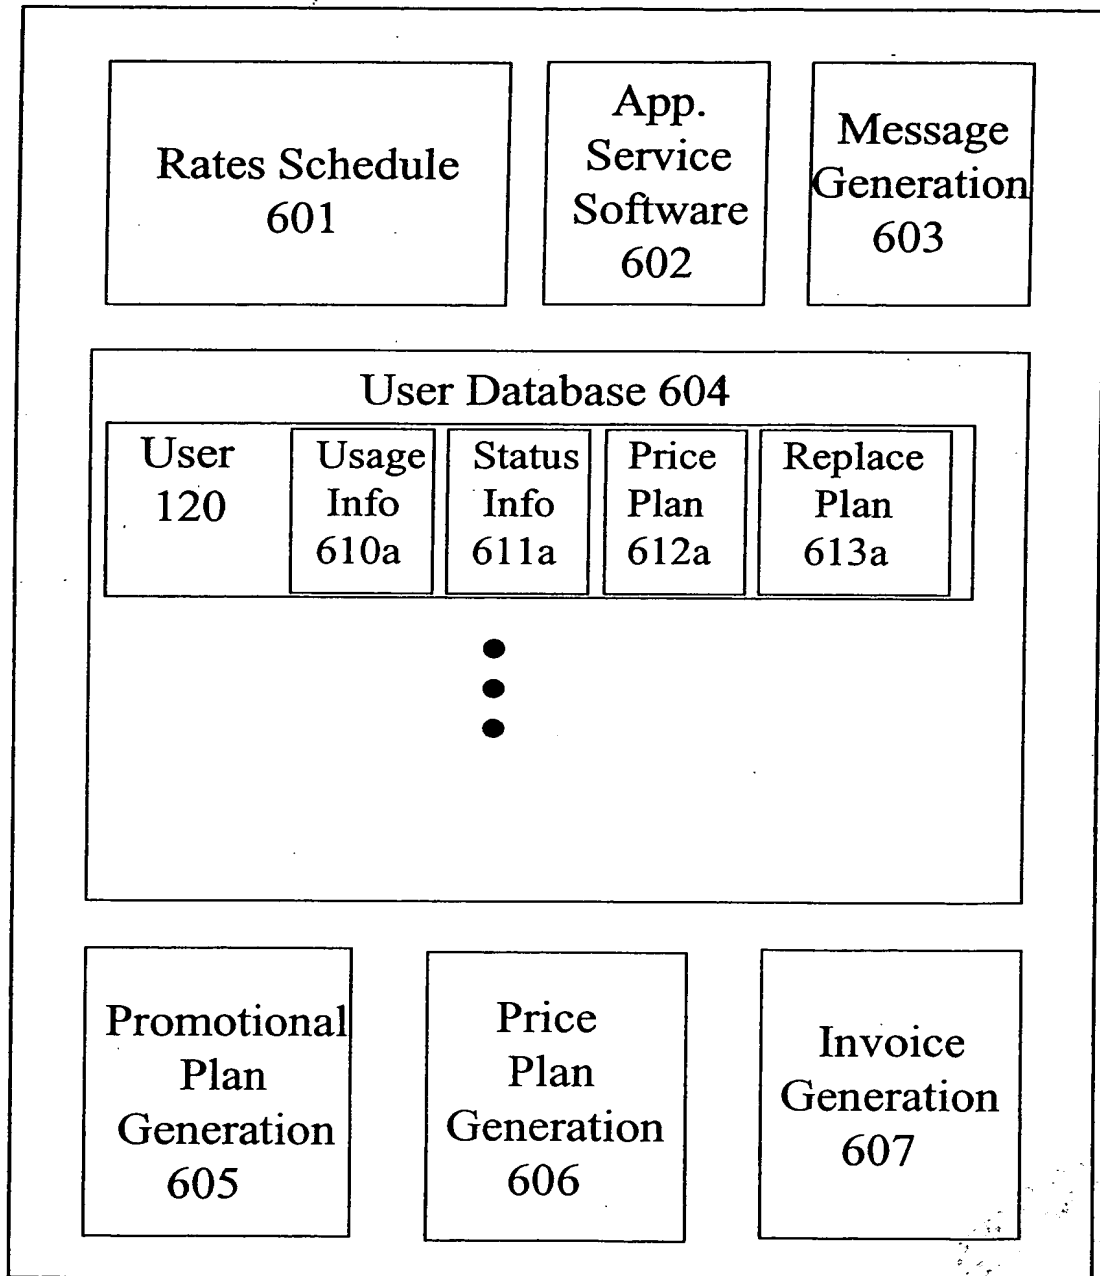 Rates Schedule
601
App.
Service
Software
602
Message
Generation
603
User Database 604
User
120
Usage
Info
610a
Status
Info
611a
Price
Plan
612a
Replace
Plan
613a
Promotional
Plan
Generation
605
Price
Plan
Generation
606
Invoice
Generation
607